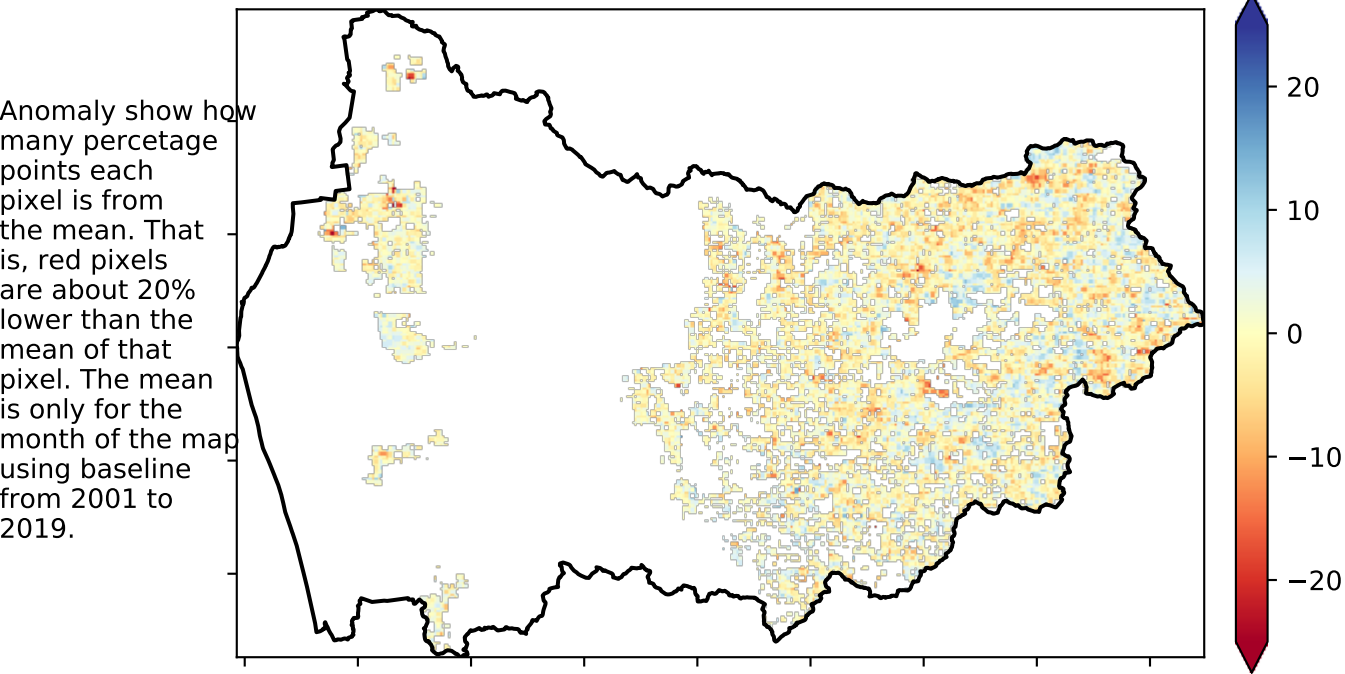 Anomaly show how
many percetage
points each
pixel is from
the mean. That
is, red pixels
are about 20%
lower than the
mean of that
pixel. The mean
is only for the
month of the map
using baseline
from 2001 to
2019.
20
10
0
−10
−20